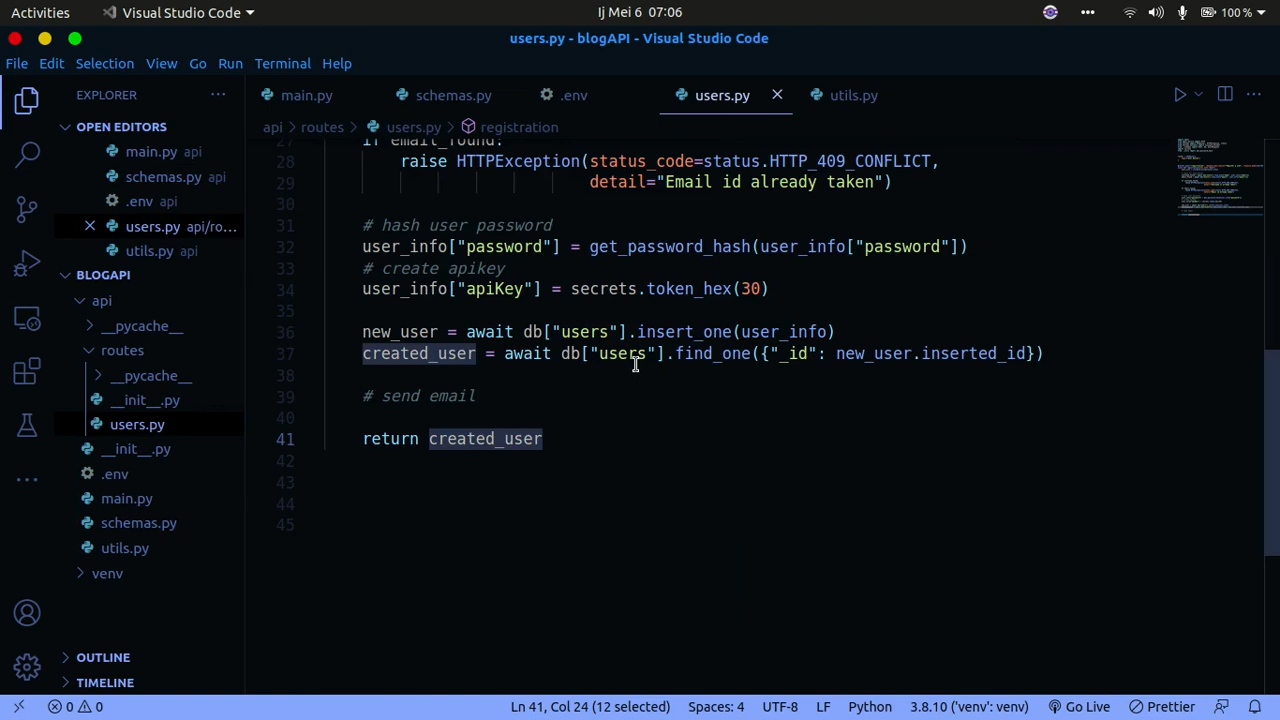 Activities Visual Studio Code Ij Mei 6 07:06 100 %
users.py - blogAPI - Visual Studio Code
File Edit Selection View Go Run Terminal Help
EXPLORER
main.py schemas.py .env users.py utils.py
api routes users.py registration
OPEN EDITORS
main.py api
schemas.py api
.env api
users.py api/ro...
utils.py api
BLOGAPI
api
__pycache__
routes
__pycache__
__init__.py
users.py
__init__.py
.env
main.py
schemas.py
utils.py
venv
OUTLINE
TIMELINE
27 if email_found:
28 raise HTTPException(status_code=status.HTTP_409_CONFLICT,
29 detail="Email id already taken")
30
31 # hash user password
32 user_info["password"] = get_password_hash(user_info["password"])
33 # create apikey
34 user_info["apiKey"] = secrets.token_hex(30)
35
36 new_user = await db["users"].insert_one(user_info)
37 created_user = await db["users"].find_one({"_id": new_user.inserted_id})
38
39 # send email
40
41 return created_user
42
43
44
45
0 0 Ln 41, Col 24 (12 selected) Spaces: 4 UTF-8 LF Python 3.8.10 ('venv': venv) Go Live Prettier